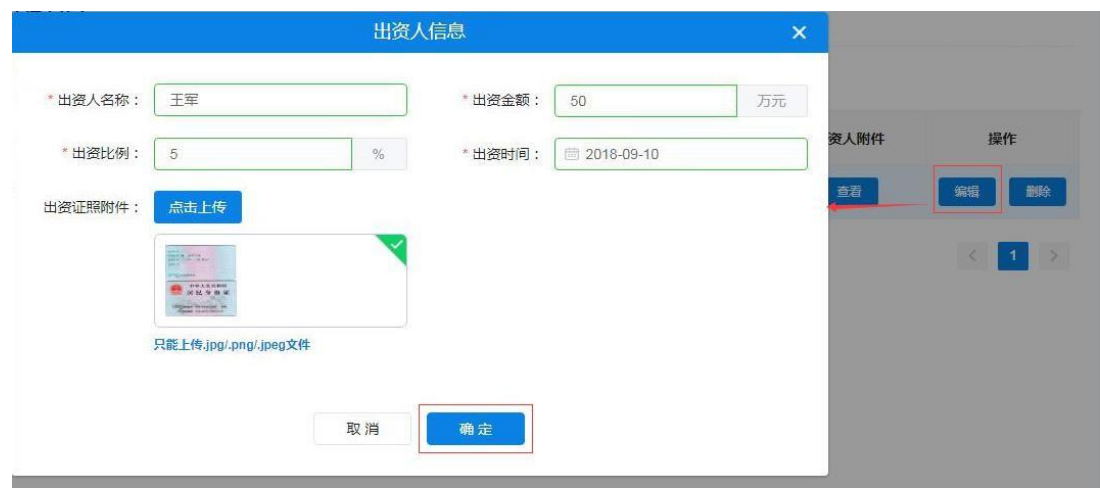 出资人信息 ×
* 出资人名称： 王军
* 出资金额： 50 万元
资人附件 操作
* 出资比例： 5 %
* 出资时间： 2018-09-10
查看 编辑 删除
出资证照附件： 点击上传
< 1 >
只能上传.jpg/.png/.jpeg文件
取 消 确 定